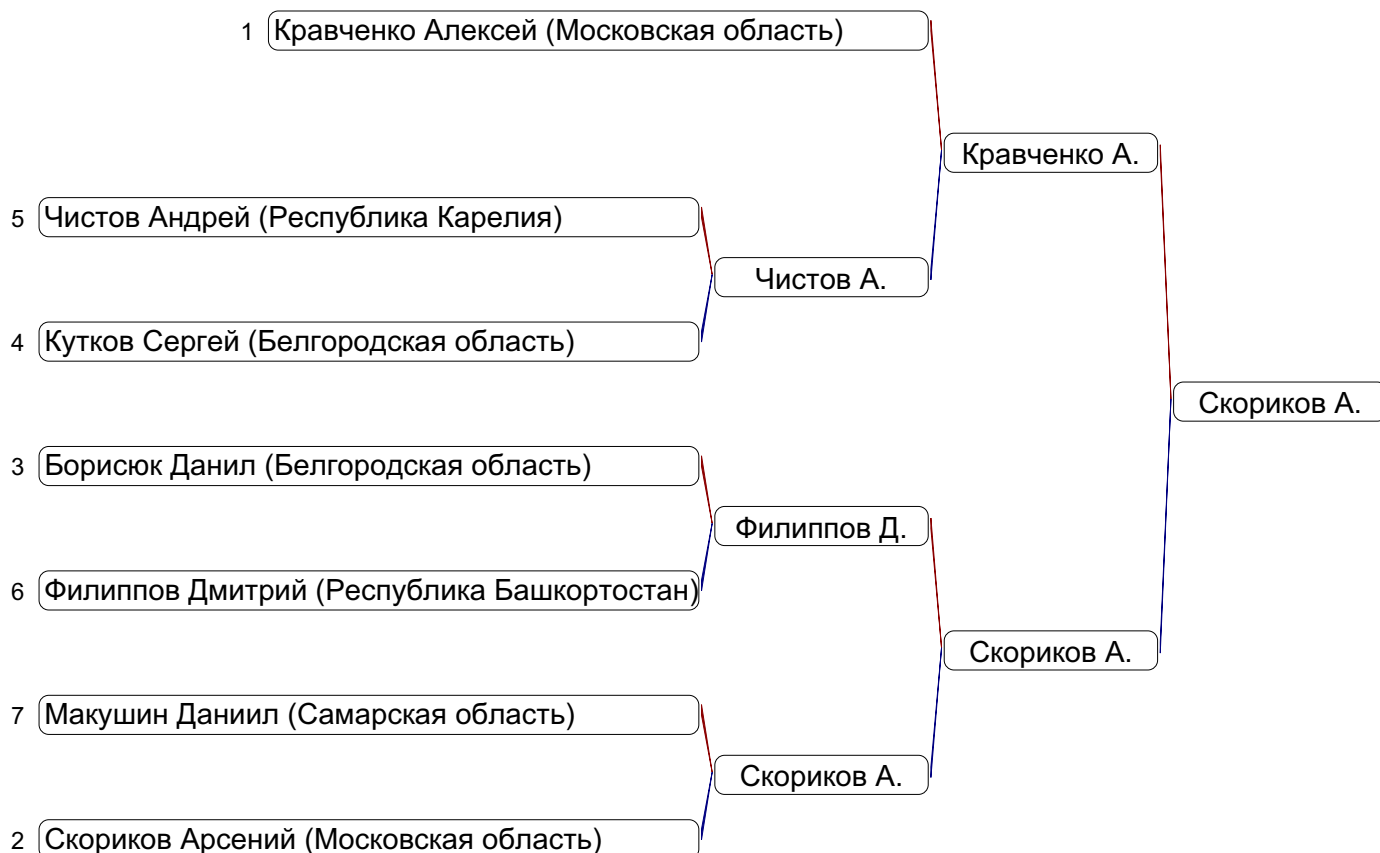 1 Кравченко Алексей (Московская область)
Кравченко А.
5 Чистов Андрей (Республика Карелия)
Чистов А.
4 Кутков Сергей (Белгородская область)
Скориков А.
3 Борисюк Данил (Белгородская область)
Филиппов Д.
6 Филиппов Дмитрий (Республика Башкортостан)
Скориков А.
7 Макушин Даниил (Самарская область)
Скориков А.
2 Скориков Арсений (Московская область)